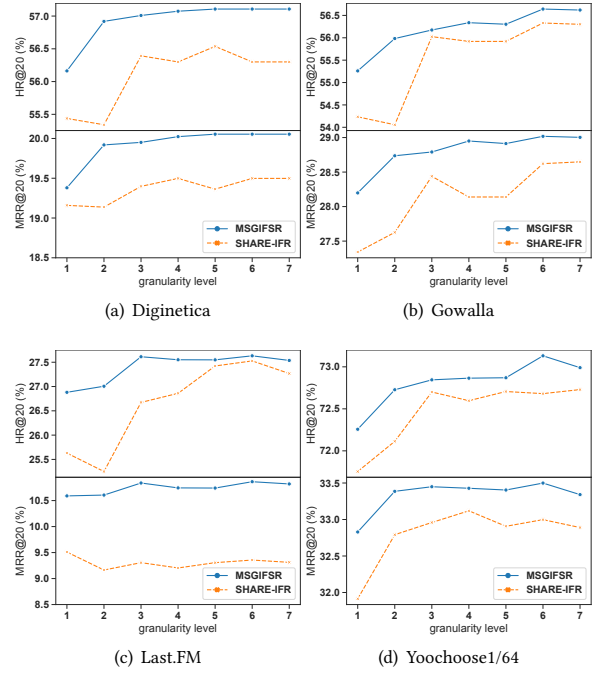 57.0
56.5
56.0
55.5
HR@20 (%)
20.0
19.5
19.0
18.5
MRR@20 (%)
MSGIFSR
SHARE-IFR
1 2 3 4 5 6 7
granularity level
(a) Diginetica
56.5
56.0
55.5
55.0
54.5
54.0
HR@20 (%)
29.0
28.5
28.0
27.5
MRR@20 (%)
MSGIFSR
SHARE-IFR
1 2 3 4 5 6 7
granularity level
(b) Gowalla
27.5
27.0
26.5
26.0
25.5
HR@20 (%)
10.5
10.0
9.5
9.0
8.5
MRR@20 (%)
MSGIFSR
SHARE-IFR
1 2 3 4 5 6 7
granularity level
(c) Last.FM
73.0
72.5
72.0
HR@20 (%)
33.5
33.0
32.0
MRR@20 (%)
MSGIFSR
SHARE-IFR
1 2 3 4 5 6 7
granularity level
(d) Yoochoose1/64